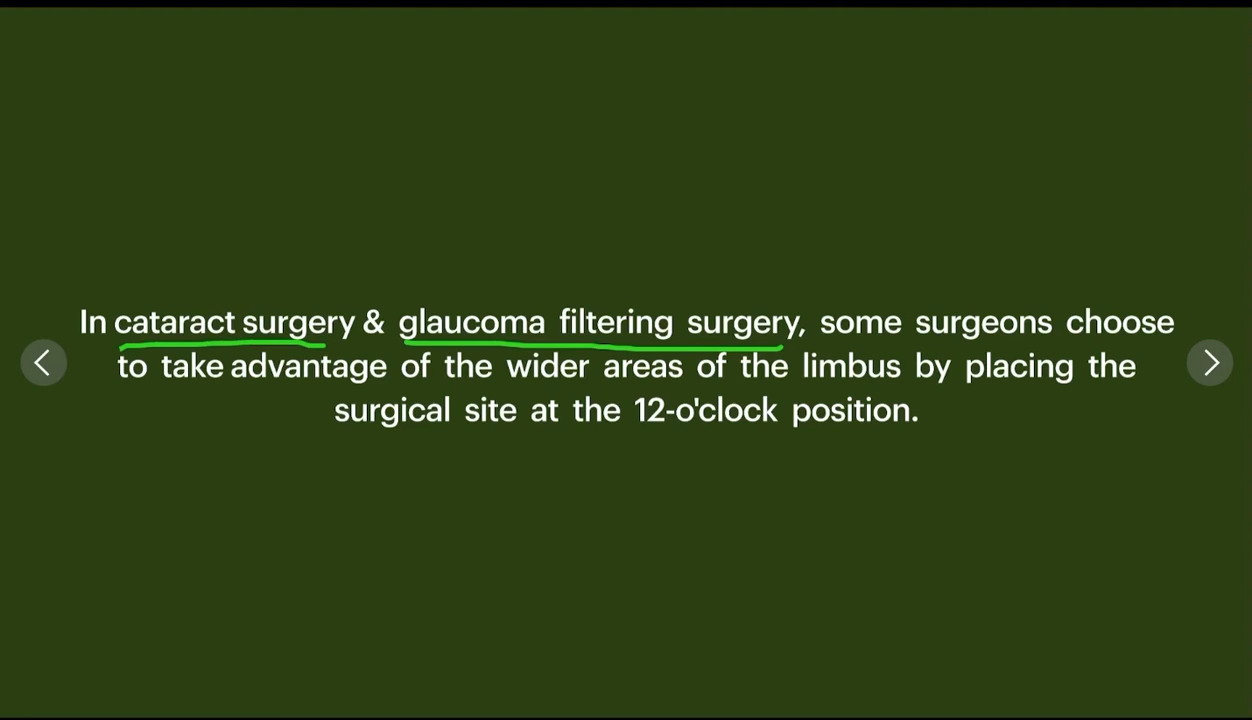 In cataract surgery & glaucoma filtering surgery, some surgeons choose
to take advantage of the wider areas of the limbus by placing the
surgical site at the 12-o'clock position.